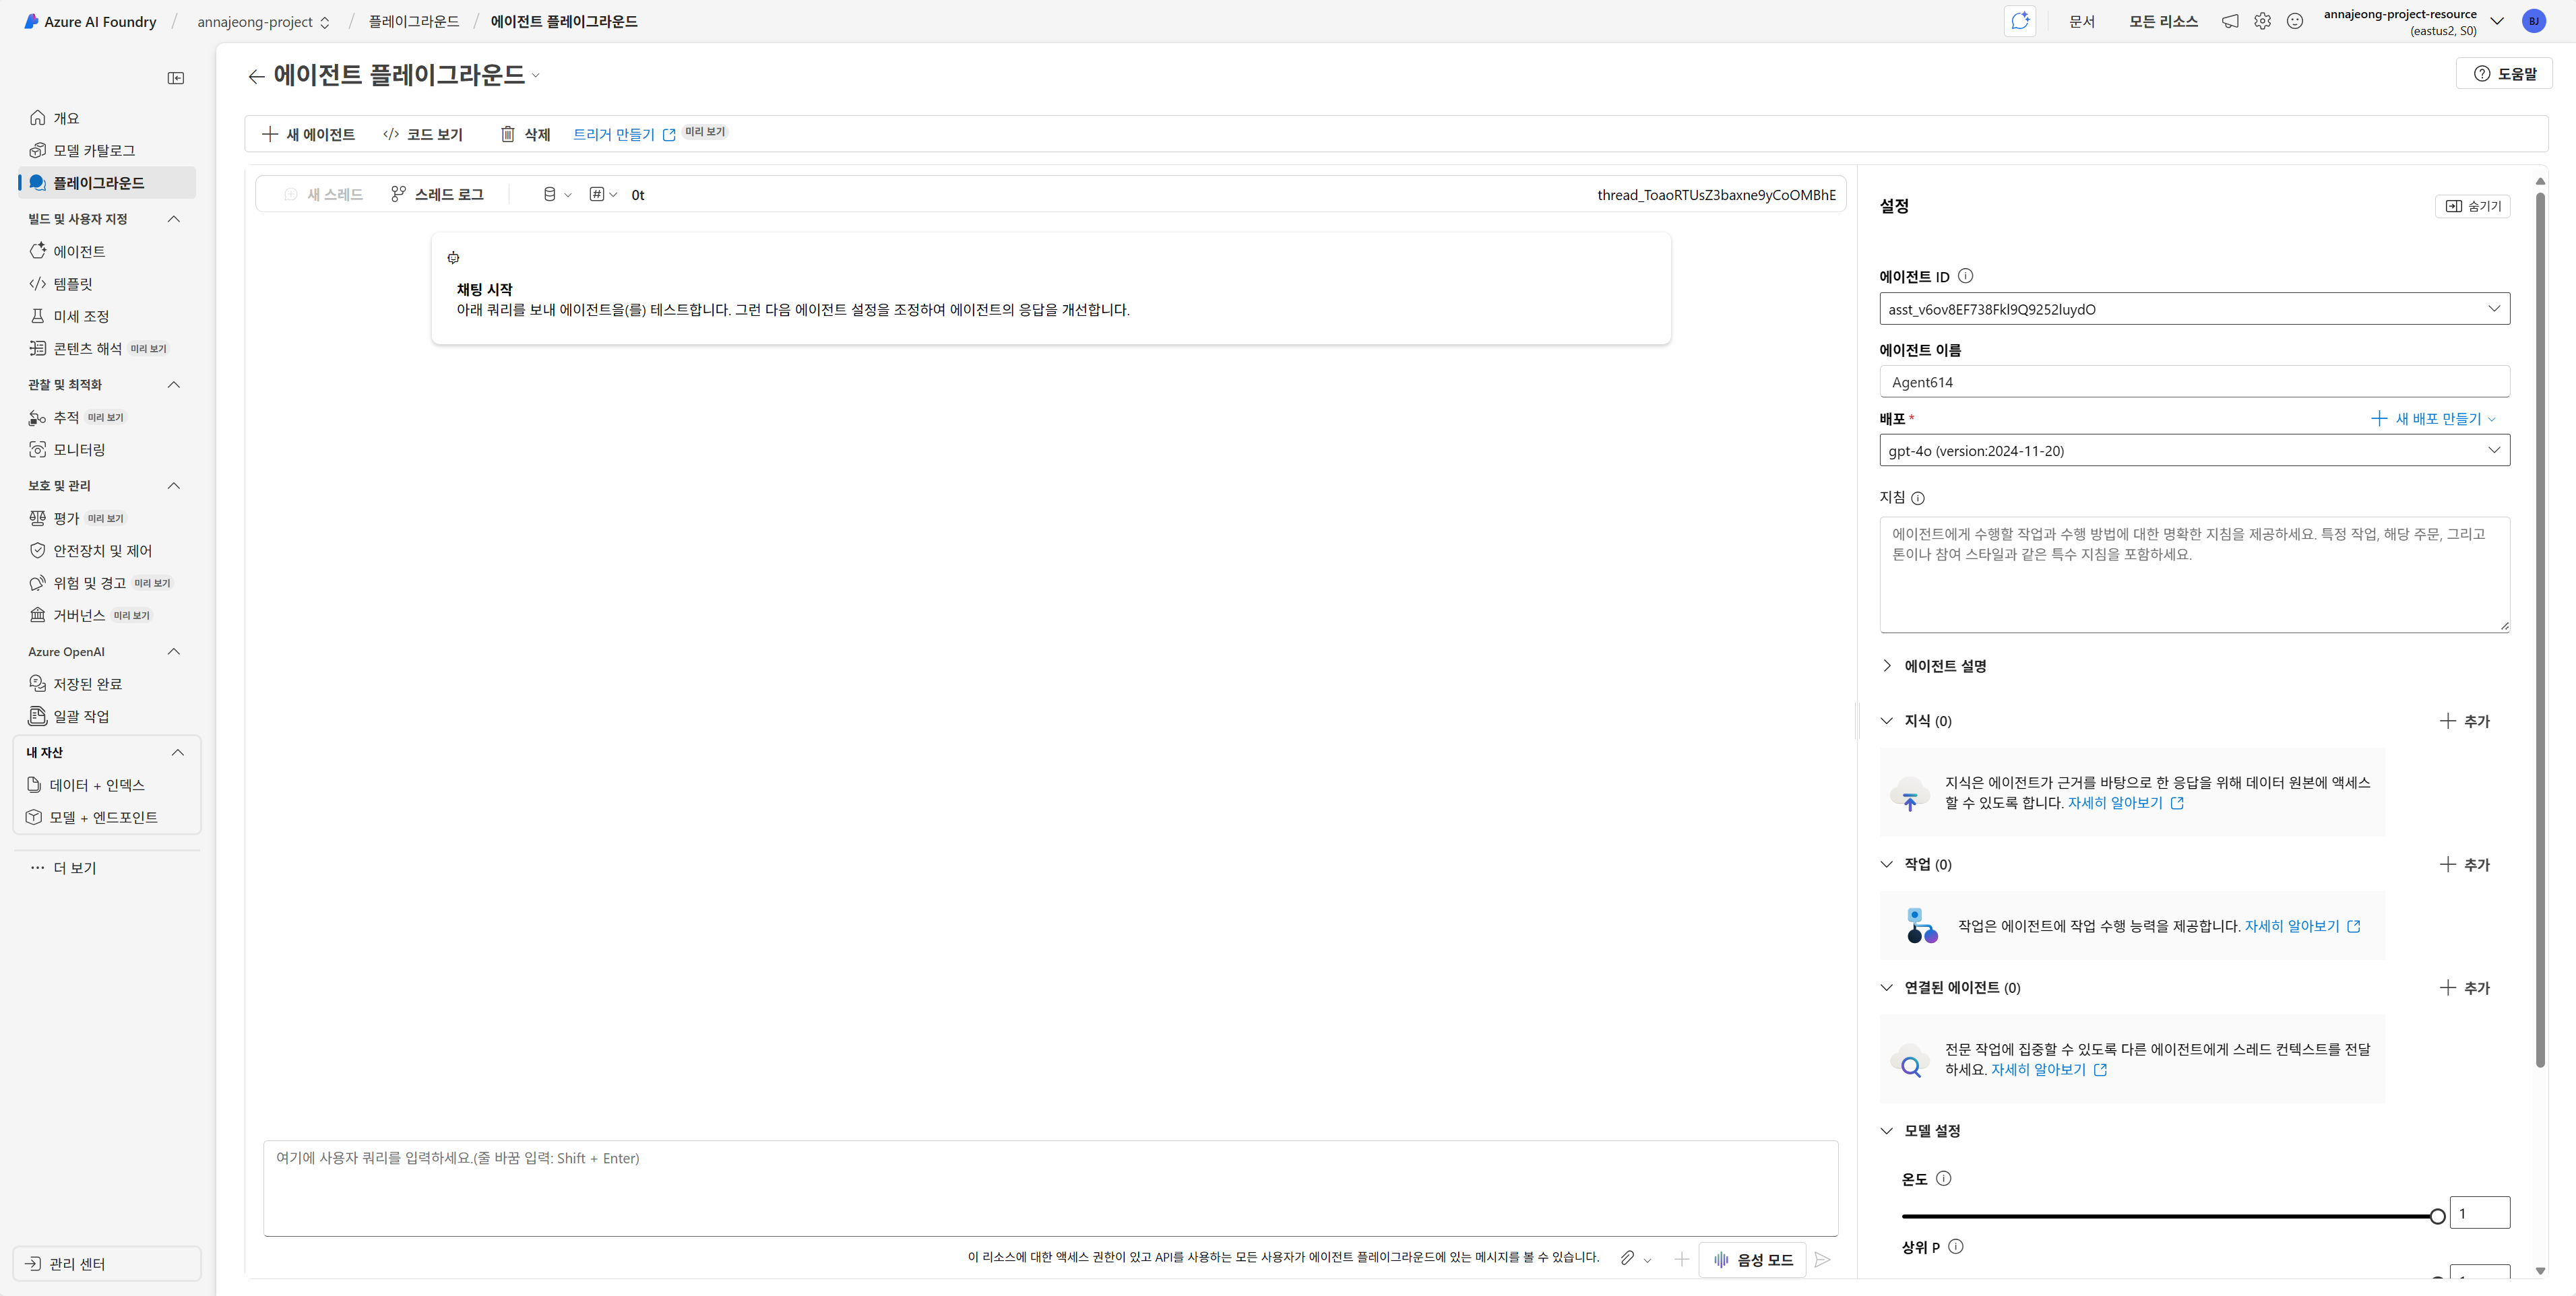 Azure AI Foundry / annajeong-project / 플레이그라운드 / 에이전트 플레이그라운드
문서
모든 리소스
annajeong-project-resource
(eastus2, S0)
BJ
에이전트 플레이그라운드
도움말
개요
모델 카탈로그
플레이그라운드
빌드 및 사용자 지정
에이전트
템플릿
미세 조정
콘텐츠 해석 미리 보기
관찰 및 최적화
추적 미리 보기
모니터링
보호 및 관리
평가 미리 보기
안전장치 및 제어
위험 및 경고 미리 보기
거버넌스 미리 보기
Azure OpenAI
저장된 완료
일괄 작업
내 자산
데이터 + 인덱스
모델 + 엔드포인트
더 보기
관리 센터
새 에이전트
코드 보기
삭제
트리거 만들기 미리 보기
새 스레드
스레드 로그
0t
thread_ToaoRTUsZ3baxne9yCoOMBhE
채팅 시작
아래 쿼리를 보내 에이전트을(를) 테스트합니다. 그런 다음 에이전트 설정을 조정하여 에이전트의 응답을 개선합니다.
여기에 사용자 쿼리를 입력하세요.(줄 바꿈 입력: Shift + Enter)
이 리소스에 대한 액세스 권한이 있고 API를 사용하는 모든 사용자가 에이전트 플레이그라운드에 있는 메시지를 볼 수 있습니다.
음성 모드
설정
숨기기
에이전트 ID
asst_v6ov8EF738FkI9Q9252IuydO
에이전트 이름
Agent614
배포 *
새 배포 만들기
gpt-4o (version:2024-11-20)
지침
에이전트에게 수행할 작업과 수행 방법에 대한 명확한 지침을 제공하세요. 특정 작업, 해당 주문, 그리고
톤이나 참여 스타일과 같은 특수 지침을 포함하세요.
에이전트 설명
지식 (0)
추가
지식은 에이전트가 근거를 바탕으로 한 응답을 위해 데이터 원본에 액세스
할 수 있도록 합니다. 자세히 알아보기
작업 (0)
추가
작업은 에이전트에 작업 수행 능력을 제공합니다. 자세히 알아보기
연결된 에이전트 (0)
추가
전문 작업에 집중할 수 있도록 다른 에이전트에게 스레드 컨텍스트를 전달
하세요. 자세히 알아보기
모델 설정
온도
1
상위 P